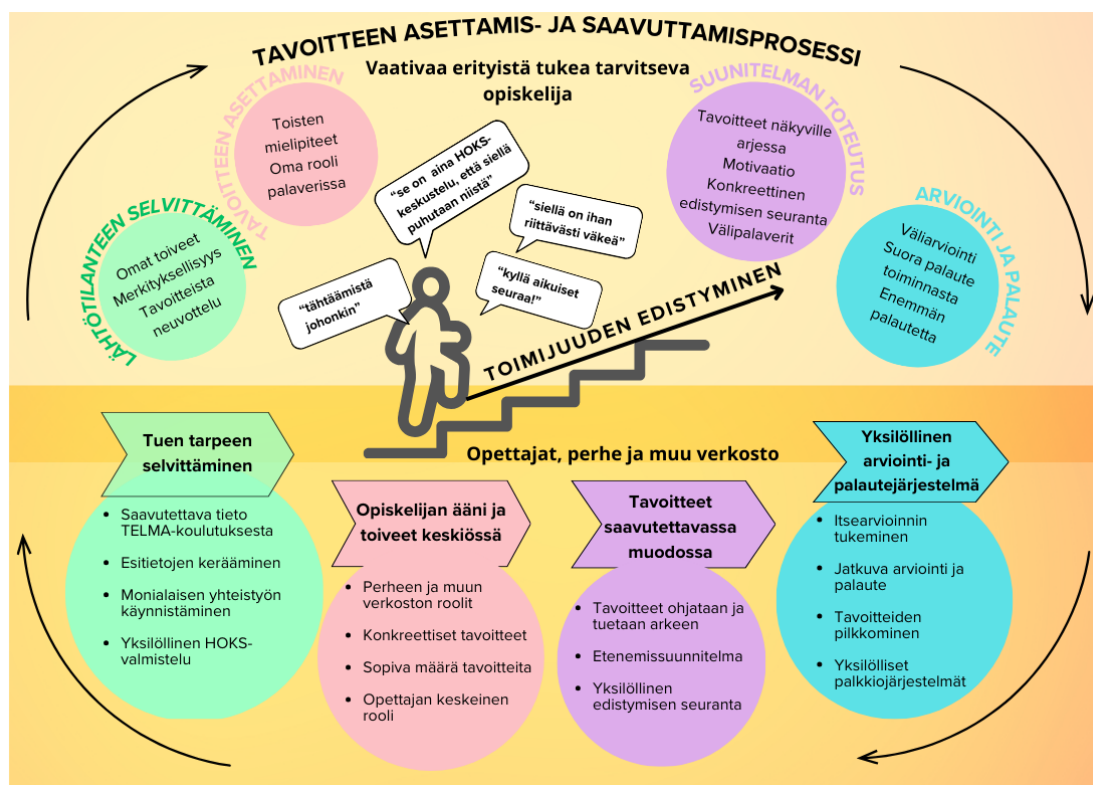 TAVOITTEEN ASETTAMIS- JA SAAVUTTAMISPROSESSI
Vaativaa erityistä tukea tarvitseva
opiskelija
LÄHTÖTILANTEEN SELVITTÄMINEN
Omat toiveet
Merkityksellisyys
Tavoitteista
neuvottelu
TAVOITTEEN ASETTAMINEN
Toisten
mielipiteet
Oma rooli
palaverissa
"tähtäämistä
johonkin"
"se on aina HOKS-
keskustelu, että siellä
puhutaan niistä"
"siellä on ihan
riittävästi väkeä"
"kyllä aikuiset
seuraa!"
TOIMIJUUDEN EDISTYMINEN
SUUNITELMAN TOTEUTUS
Tavoitteet näkyville
arjessa
Motivaatio
Konkreettinen
edistymisen seuranta
Välipalaverit
ARVIOINTI JA PALAUTE
Väliarviointi
Suora palaute
toiminnasta
Enemmän
palautetta
Opettajat, perhe ja muu verkosto
Tuen tarpeen
selvittäminen
• Saavutettava tieto
TELMA-koulutuksesta
• Esitietojen kerääminen
• Monialaisen yhteistyön
käynnistäminen
• Yksilöllinen HOKS-
valmistelu
Opiskelijan ääni ja
toiveet keskiössä
• Perheen ja muun
verkoston roolit
• Konkreettiset tavoitteet
• Sopiva määrä tavoitteita
• Opettajan keskeinen
rooli
Tavoitteet
saavutettavassa
muodossa
• Tavoitteet ohjataan ja
tuetaan arkeen
• Etenemissuunnitelma
• Yksilöllinen
edistymisen seuranta
Yksilöllinen
arviointi- ja
palautejärjestelmä
• Itsearvioinnin
tukeminen
• Jatkuva arviointi ja
palaute
• Tavoitteiden
pilkkominen
• Yksilölliset
palkkiojärjestelmät